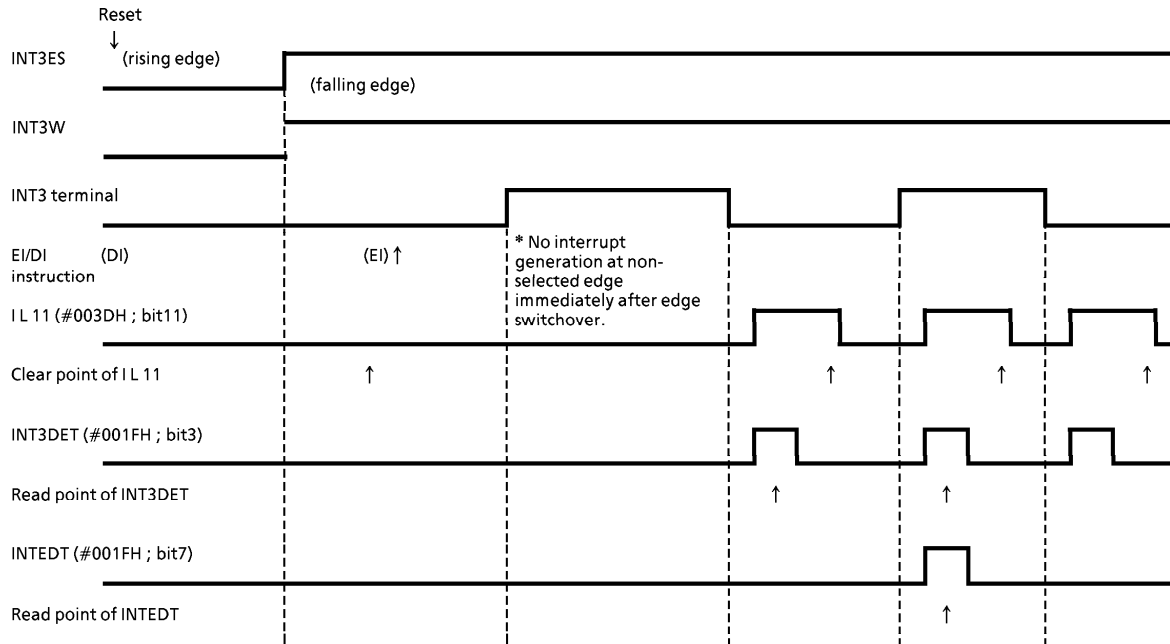 Reset
↓
INT3ES (rising edge)
(falling edge)
INT3W
INT3 terminal
EI/DI (DI) (EI) ↑
instruction
* No interrupt
generation at non-
selected edge
immediately after edge
switchover.
I L 11 (#003DH ; bit11)
Clear point of I L 11 ↑ ↑ ↑ ↑
INT3DET (#001FH ; bit3)
Read point of INT3DET ↑ ↑
INTEDT (#001FH ; bit7)
Read point of INTEDT ↑